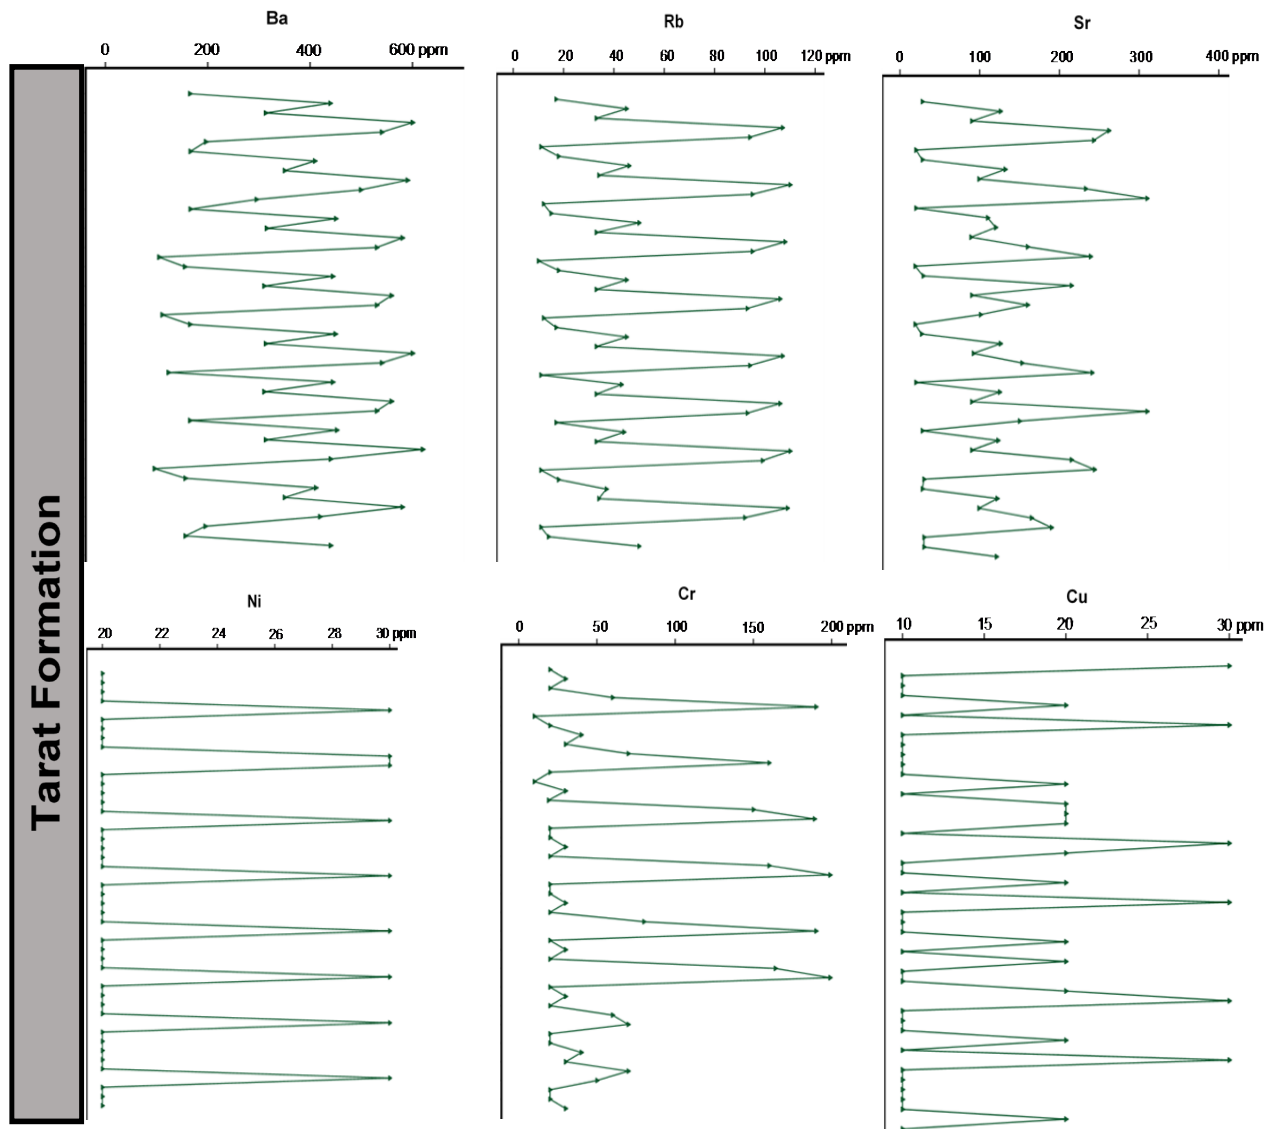 Ba
0 200 400 600 ppm
Rb
0 20 40 60 80 100 120 ppm
Sr
0 100 200 300 400 ppm
Tarat Formation
Ni
20 22 24 26 28 30 ppm
Cr
0 50 100 150 200 ppm
Cu
10 15 20 25 30 ppm